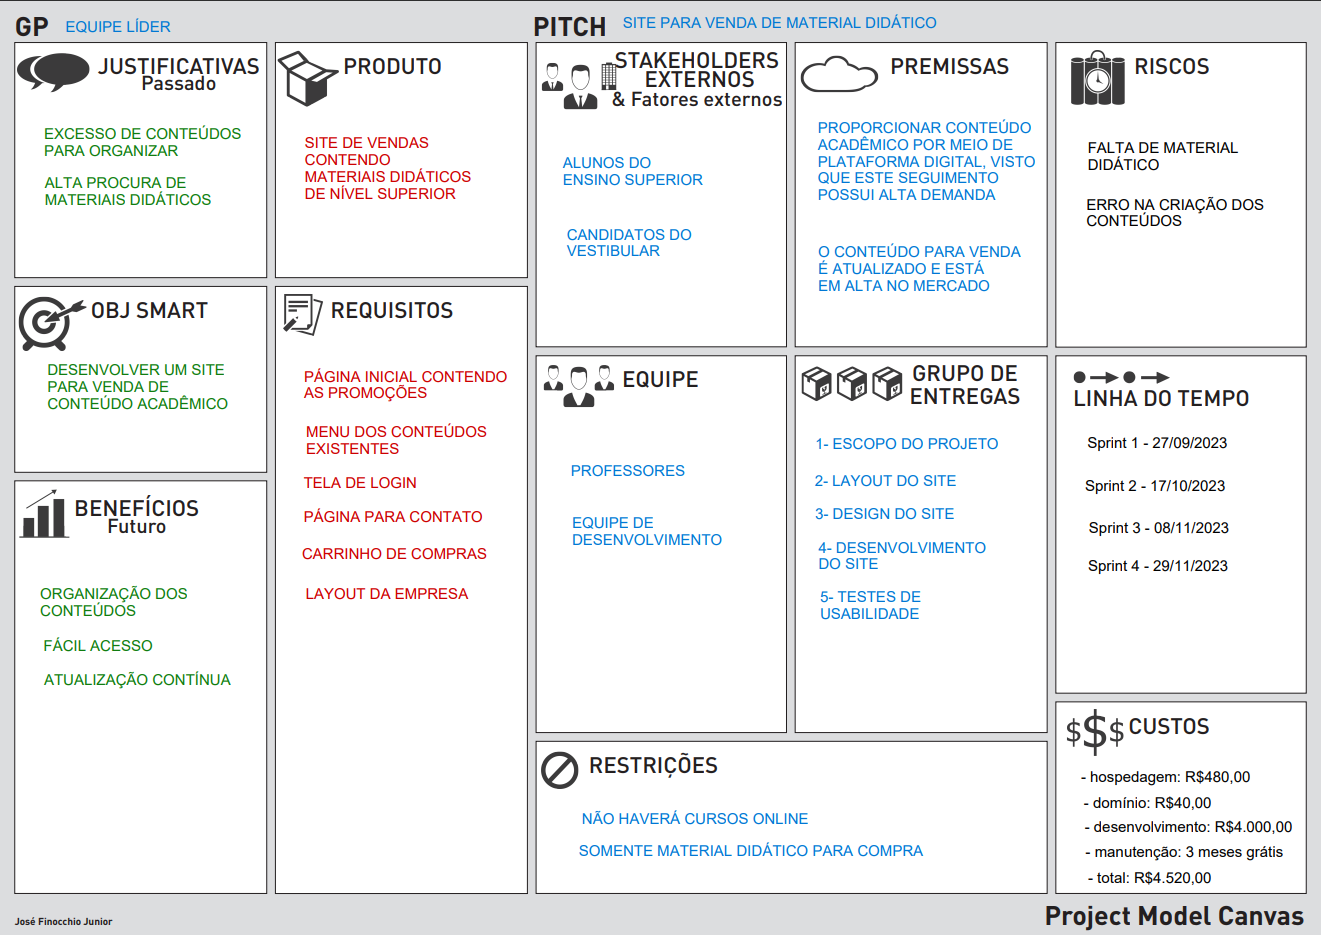 GP EQUIPE LÍDER
PITCH SITE PARA VENDA DE MATERIAL DIDÁTICO
JUSTIFICATIVAS
Passado
EXCESSO DE CONTEÚDOS
PARA ORGANIZAR
ALTA PROCURA DE
MATERIAIS DIDÁTICOS
OBJ SMART
DESENVOLVER UM SITE
PARA VENDA DE
CONTEÚDO ACADÊMICO
BENEFÍCIOS
Futuro
ORGANIZAÇÃO DOS
CONTEÚDOS
FÁCIL ACESSO
ATUALIZAÇÃO CONTÍNUA
PRODUTO
SITE DE VENDAS
CONTENDO
MATERIAIS DIDÁTICOS
DE NÍVEL SUPERIOR
REQUISITOS
PÁGINA INICIAL CONTENDO
AS PROMOÇÕES
MENU DOS CONTEÚDOS
EXISTENTES
TELA DE LOGIN
PÁGINA PARA CONTATO
CARRINHO DE COMPRAS
LAYOUT DA EMPRESA
STAKEHOLDERS
EXTERNOS
& Fatores externos
ALUNOS DO
ENSINO SUPERIOR
CANDIDATOS DO
VESTIBULAR
EQUIPE
PROFESSORES
EQUIPE DE
DESENVOLVIMENTO
PREMISSAS
PROPORCIONAR CONTEÚDO
ACADÊMICO POR MEIO DE
PLATAFORMA DIGITAL, VISTO
QUE ESTE SEGUIMENTO
POSSUI ALTA DEMANDA
O CONTEÚDO PARA VENDA
É ATUALIZADO E ESTÁ
EM ALTA NO MERCADO
GRUPO DE
ENTREGAS
1- ESCOPO DO PROJETO
2- LAYOUT DO SITE
3- DESIGN DO SITE
4- DESENVOLVIMENTO
DO SITE
5- TESTES DE
USABILIDADE
RESTRIÇÕES
NÃO HAVERÁ CURSOS ONLINE
SOMENTE MATERIAL DIDÁTICO PARA COMPRA
RISCOS
FALTA DE MATERIAL
DIDÁTICO
ERRO NA CRIAÇÃO DOS
CONTEÚDOS
LINHA DO TEMPO
Sprint 1 - 27/09/2023
Sprint 2 - 17/10/2023
Sprint 3 - 08/11/2023
Sprint 4 - 29/11/2023
$$$ CUSTOS
- hospedagem: R$480,00
- domínio: R$40,00
- desenvolvimento: R$4.000,00
- manutenção: 3 meses grátis
- total: R$4.520,00
José Finocchio Junior
Project Model Canvas